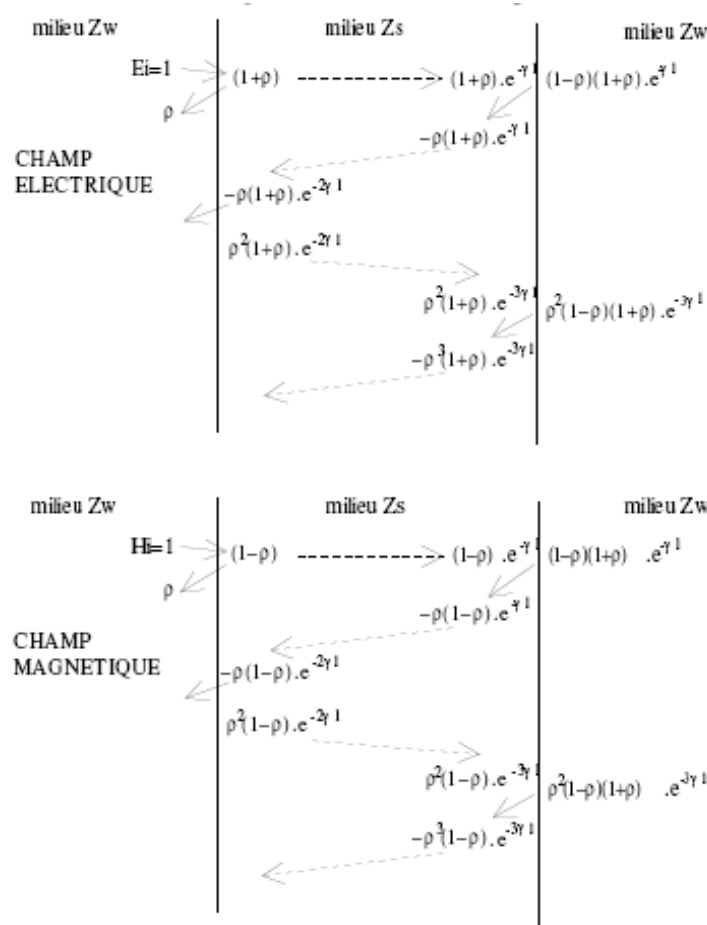 milieu Zw milieu Zs milieu Zw
Ei=1 (1+ρ) (1+ρ).e^-γl (1-ρ)(1+ρ).e^-γl
ρ
-ρ(1+ρ).e^-γl
CHAMP
ELECTRIQUE
-ρ(1+ρ).e^-2γl
ρ²(1+ρ).e^-2γl
ρ²(1+ρ).e^-3γl ρ²(1-ρ)(1+ρ).e^-3γl
-ρ³(1+ρ).e^-3γl
milieu Zw milieu Zs milieu Zw
Hi=1 (1-ρ) (1-ρ) .e^-γl (1-ρ)(1+ρ) .e^-γl
ρ
-ρ(1-ρ).e^-γl
CHAMP
MAGNETIQUE
-ρ(1-ρ).e^-2γl
ρ²(1-ρ).e^-2γl
ρ²(1-ρ).e^-3γl ρ²(1-ρ)(1+ρ) .e^-3γl
-ρ³(1-ρ).e^-3γl